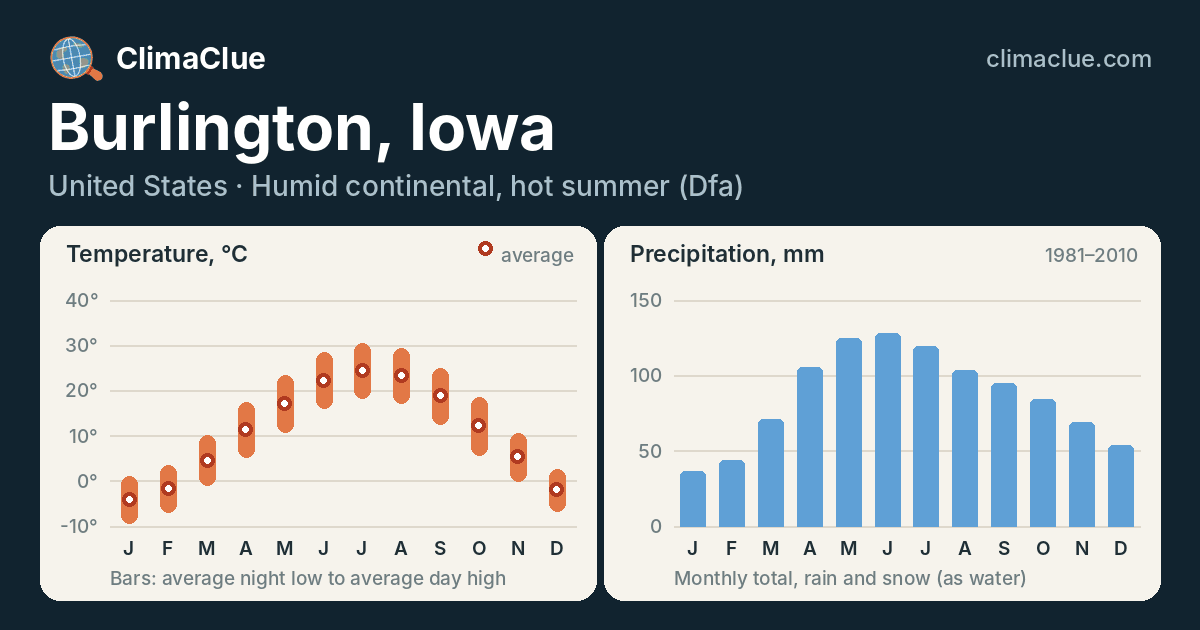 ClimaClue
climaclue.com
Burlington, Iowa
United States · Humid continental, hot summer (Dfa)
Temperature, °C
average
40°
30°
20°
10°
0°
-10°
J F M A M J J A S O N D
Bars: average night low to average day high
Precipitation, mm
1981–2010
150
100
50
0
J F M A M J J A S O N D
Monthly total, rain and snow (as water)